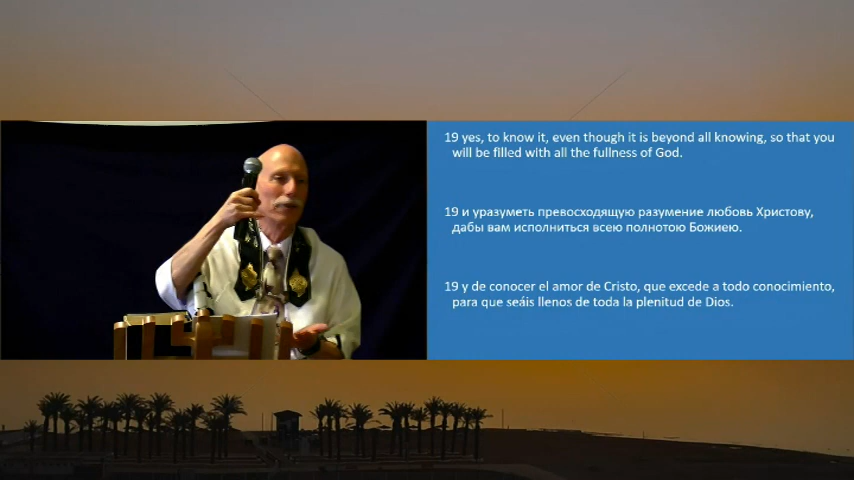 19 yes, to know it, even though it is beyond all knowing, so that you
will be filled with all the fullness of God.
19 и уразуметь превосходящую разумение любовь Христову,
дабы вам исполниться всею полнотою Божиею.
19 y de conocer el amor de Cristo, que excede a todo conocimiento,
para que seáis llenos de toda la plenitud de Dios.